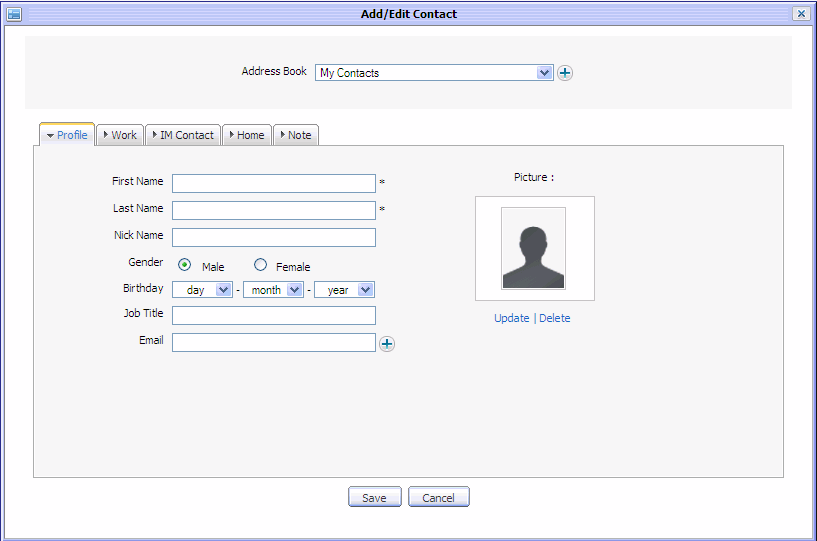 Add/Edit Contact
Address Book My Contacts
Profile Work IM Contact Home Note
First Name *
Last Name *
Nick Name
Gender Male Female
Birthday day - month - year
Job Title
Email
Picture :
Update | Delete
Save Cancel